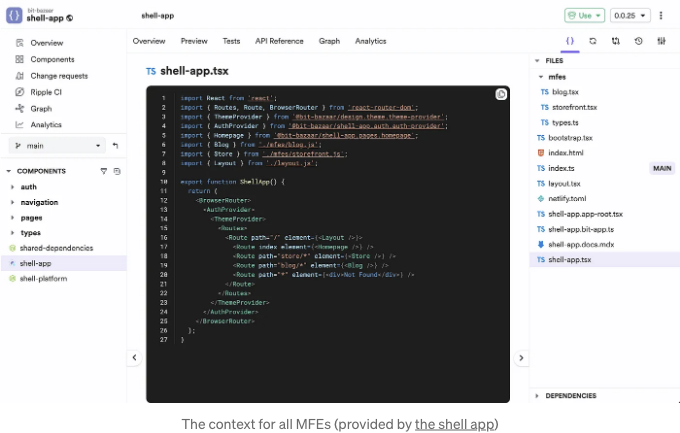 bit-bazaar
shell-app
shell-app
Use
0.0.25
Overview
Components
Change requests
Ripple CI
Graph
Analytics
main
COMPONENTS
auth
navigation
pages
types
shared-dependencies
shell-app
shell-platform
Overview Preview Tests API Reference Graph Analytics
TS shell-app.tsx
1 import React from 'react';
2 import { Routes, Route, BrowserRouter } from 'react-router-dom';
3 import { ThemeProvider } from '@bit-bazaar/design.theme.theme-provider';
4 import { AuthProvider } from '@bit-bazaar/shell-app.auth.auth-provider';
5 import { Homepage } from '@bit-bazaar/shell-app.pages.homepage';
6 import { Blog } from './mfes/blog.js';
7 import { Store } from './mfes/storefront.js';
8 import { Layout } from './layout.js';
9
10 export function ShellApp() {
11 return (
12 <BrowserRouter>
13 <AuthProvider>
14 <ThemeProvider>
15 <Routes>
16 <Route path="/" element={<Layout />}>
17 <Route index element={<Homepage />} />
18 <Route path="store/*" element={<Store />} />
19 <Route path="blog/*" element={<Blog />} />
20 <Route path="*" element={<div>Not Found</div>} />
21 </Route>
22 </Routes>
23 </ThemeProvider>
24 </AuthProvider>
25 </BrowserRouter>
26 );
27 }
FILES
mfes
TS blog.tsx
TS storefront.tsx
TS types.ts
TS bootstrap.tsx
index.html
TS index.ts MAIN
TS layout.tsx
netlify.toml
TS shell-app.app-root.tsx
TS shell-app.bit-app.ts
shell-app.docs.mdx
TS shell-app.tsx
DEPENDENCIES
The context for all MFEs (provided by the shell app)